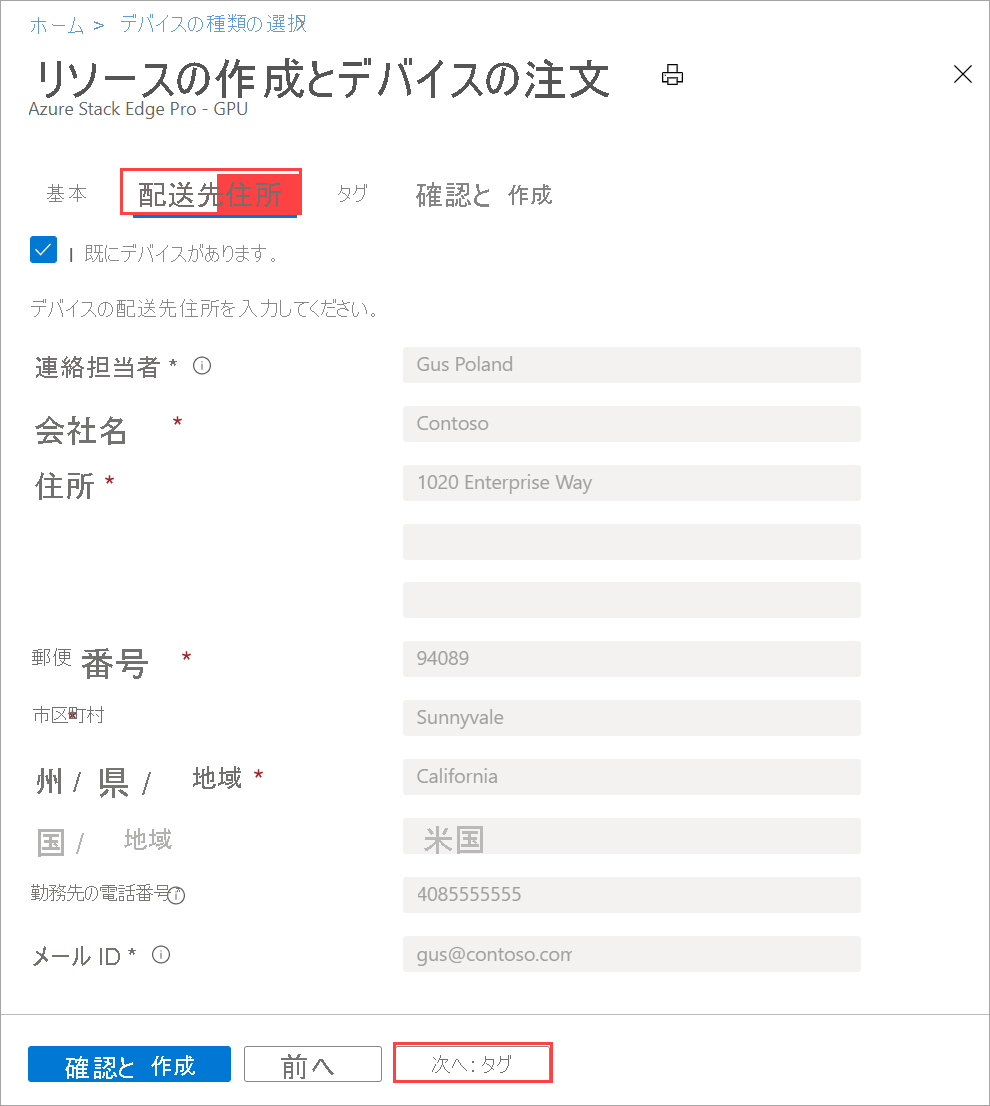 ホーム > デバイスの種類の選択
リソースの作成とデバイスの注文
Azure Stack Edge Pro - GPU
基本 配送先住所 タグ 確認と 作成
I 既にデバイスがあります。
デバイスの配送先住所を入力してください。
連絡担当者 * Gus Poland
会社名 * Contoso
住所 * 1020 Enterprise Way
郵便 番号 * 94089
市区町村 * Sunnyvale
州 / 県 / 地域 * California
国 / 地域 米国
勤務先の電話番号 4085555555
メール ID * gus@contoso.com
確認と 作成 前へ 次へ: タグ